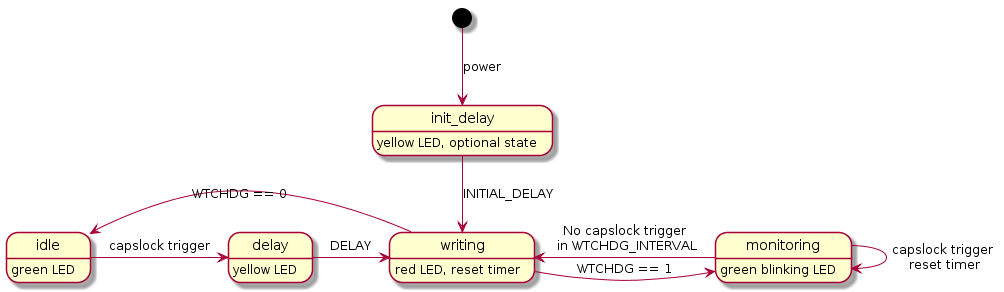 power
init_delay
yellow LED, optional state
WTCHDG == 0
INITIAL_DELAY
idle
green LED
capslock trigger
delay
yellow LED
DELAY
writing
red LED, reset timer
No capslock trigger
in WTCHDG_INTERVAL
WTCHDG == 1
monitoring
green blinking LED
capslock trigger
reset timer